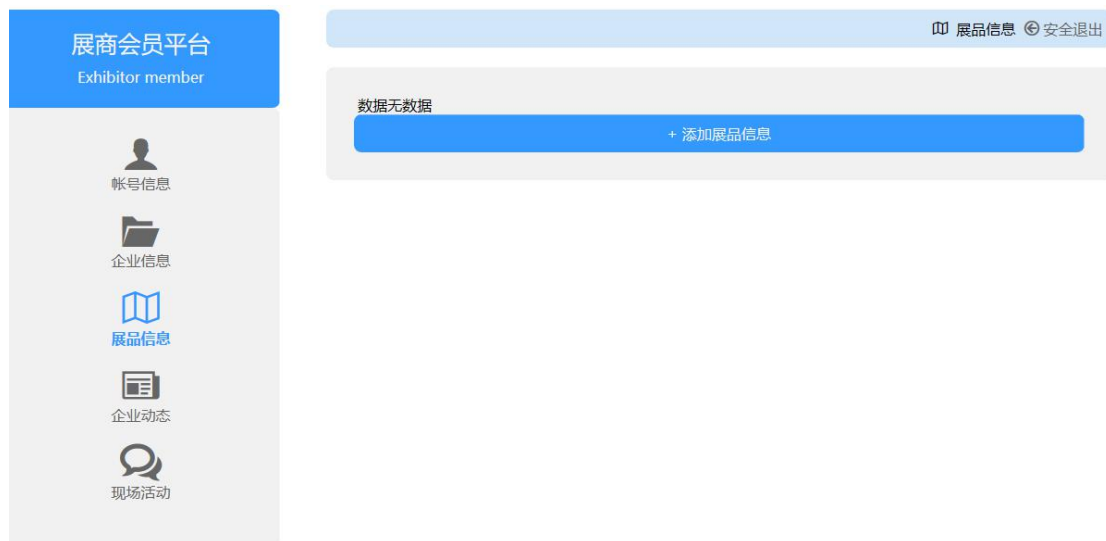 展商会员平台
Exhibitor member
帐号信息
企业信息
展品信息
企业动态
现场活动
展品信息 安全退出
数据无数据
+ 添加展品信息